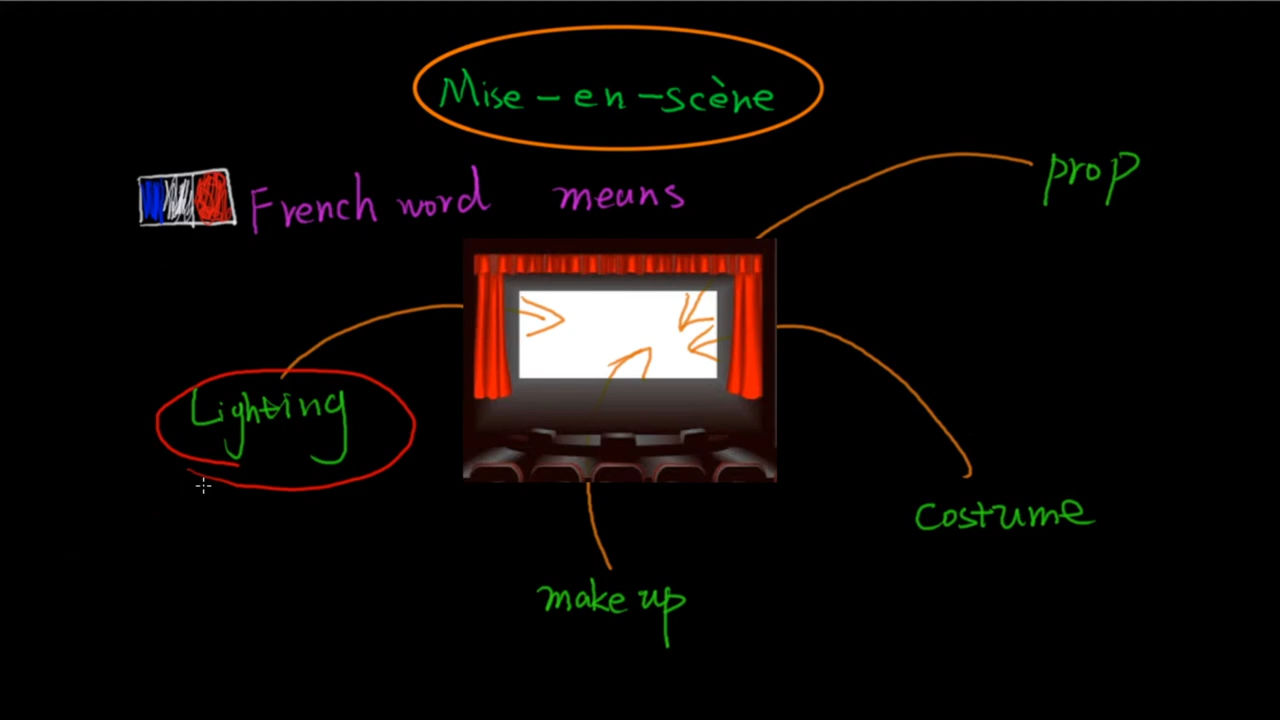 Mise-en-scène
French word means
prop
Lighting
costume
make up